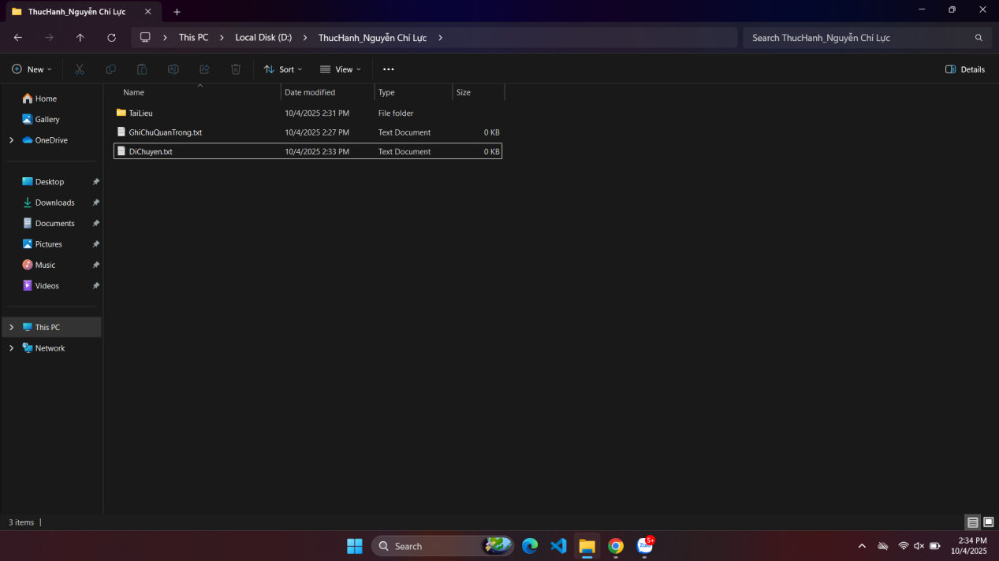 ThucHanh_Nguyễn Chí Lực
This PC Local Disk (D:) ThucHanh_Nguyễn Chí Lực Search ThucHanh_Nguyễn Chí Lực
New Sort View Details
Name Date modified Type Size
Home
Gallery
OneDrive
Desktop
Downloads
Documents
Pictures
Music
Videos
This PC
Network
TaiLieu 10/4/2025 2:31 PM File folder
GhiChuQuanTrong.txt 10/4/2025 2:27 PM Text Document 0 KB
DiChuyen.txt 10/4/2025 2:33 PM Text Document 0 KB
3 items
Search
Zalo
5+
2:34 PM
10/4/2025